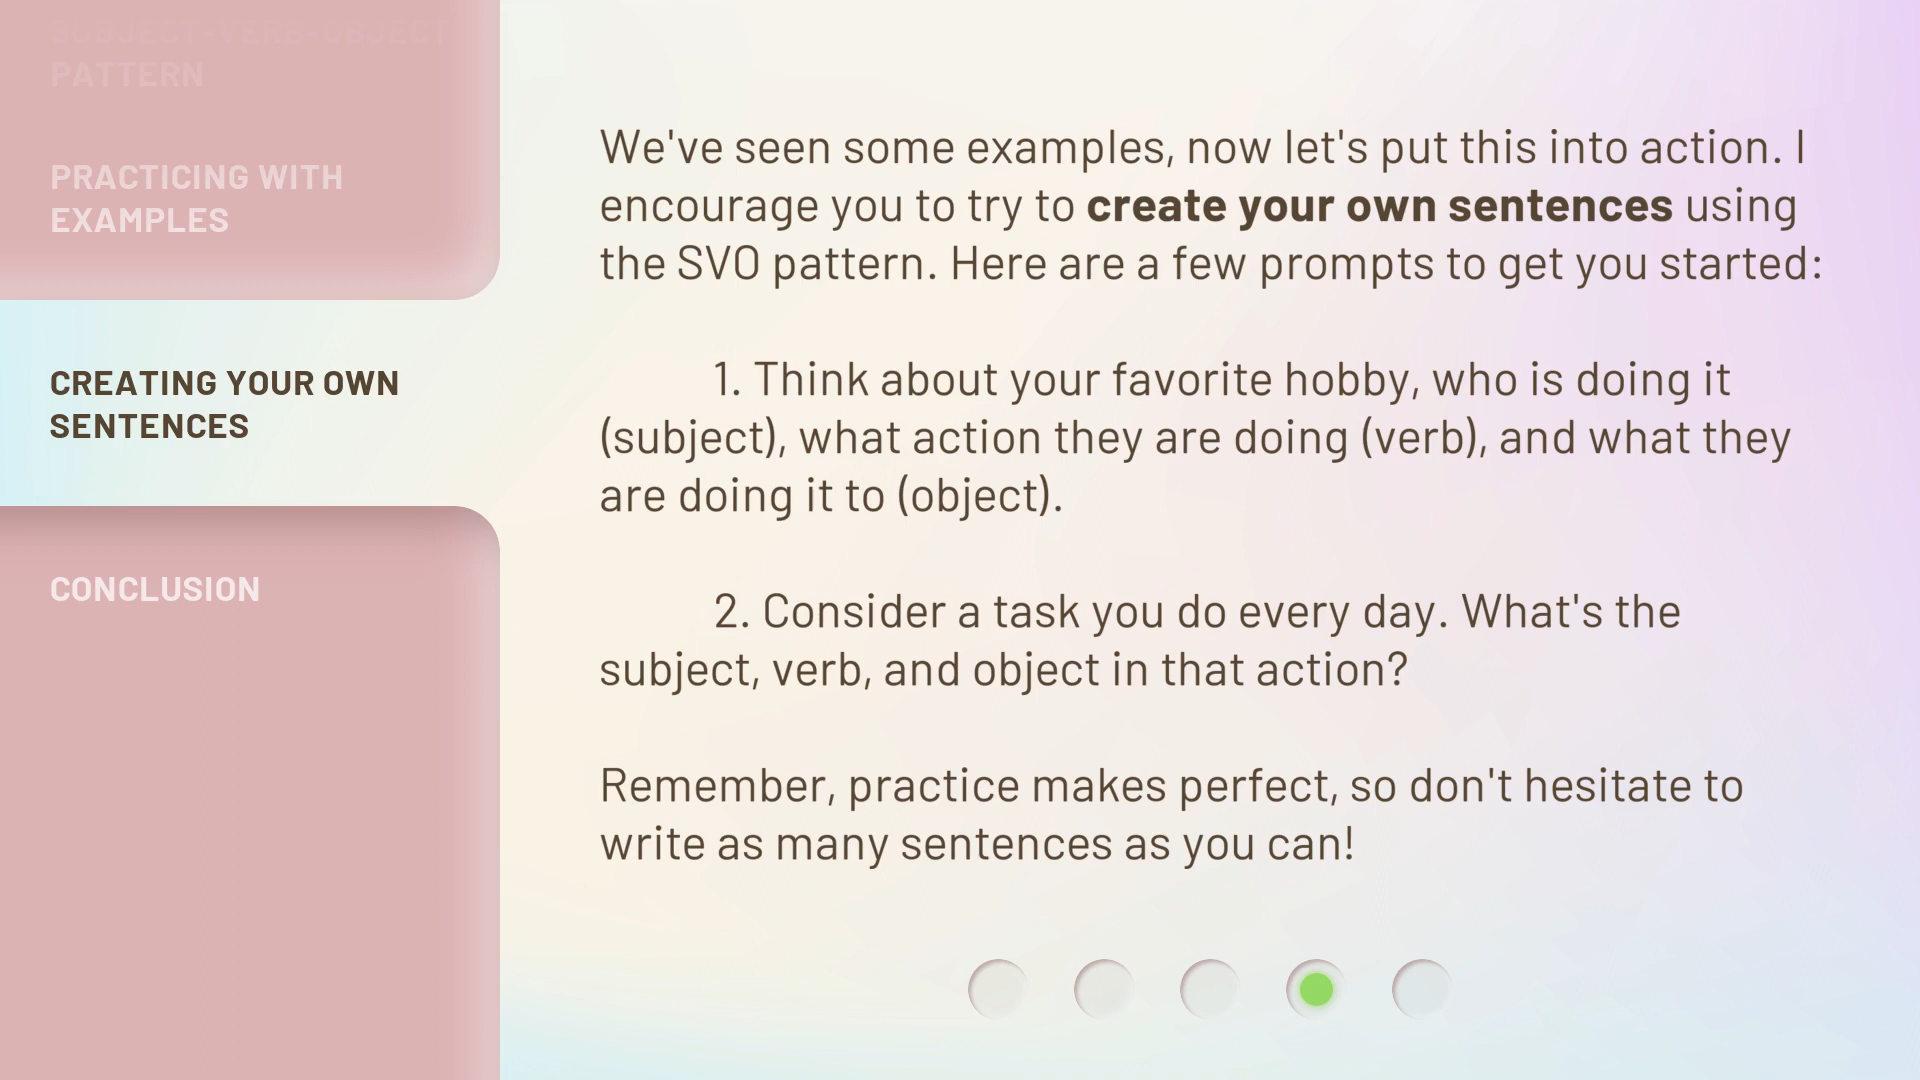 SUBJECT-VERB-OBJECT
PATTERN
PRACTICING WITH
EXAMPLES
CREATING YOUR OWN
SENTENCES
CONCLUSION
We've seen some examples, now let's put this into action. I
encourage you to try to create your own sentences using
the SVO pattern. Here are a few prompts to get you started:
1. Think about your favorite hobby, who is doing it
(subject), what action they are doing (verb), and what they
are doing it to (object).
2. Consider a task you do every day. What's the
subject, verb, and object in that action?
Remember, practice makes perfect, so don't hesitate to
write as many sentences as you can!